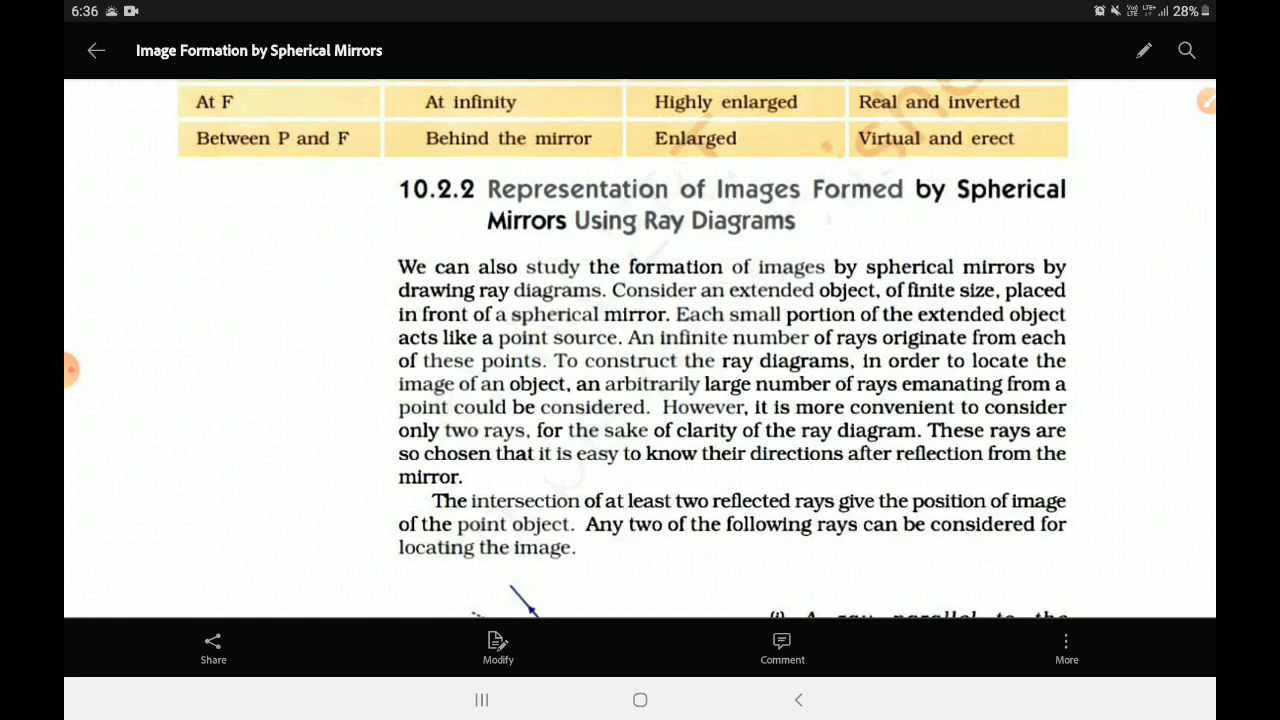 6:36
28%
Image Formation by Spherical Mirrors
At F At infinity Highly enlarged Real and inverted
Between P and F Behind the mirror Enlarged Virtual and erect
10.2.2 Representation of Images Formed by Spherical
Mirrors Using Ray Diagrams
We can also study the formation of images by spherical mirrors by
drawing ray diagrams. Consider an extended object, of finite size, placed
in front of a spherical mirror. Each small portion of the extended object
acts like a point source. An infinite number of rays originate from each
of these points. To construct the ray diagrams, in order to locate the
image of an object, an arbitrarily large number of rays emanating from a
point could be considered. However, it is more convenient to consider
only two rays, for the sake of clarity of the ray diagram. These rays are
so chosen that it is easy to know their directions after reflection from the
mirror.
The intersection of at least two reflected rays give the position of image
of the point object. Any two of the following rays can be considered for
locating the image.
(i) A ray parallel to the
Share Modify Comment More